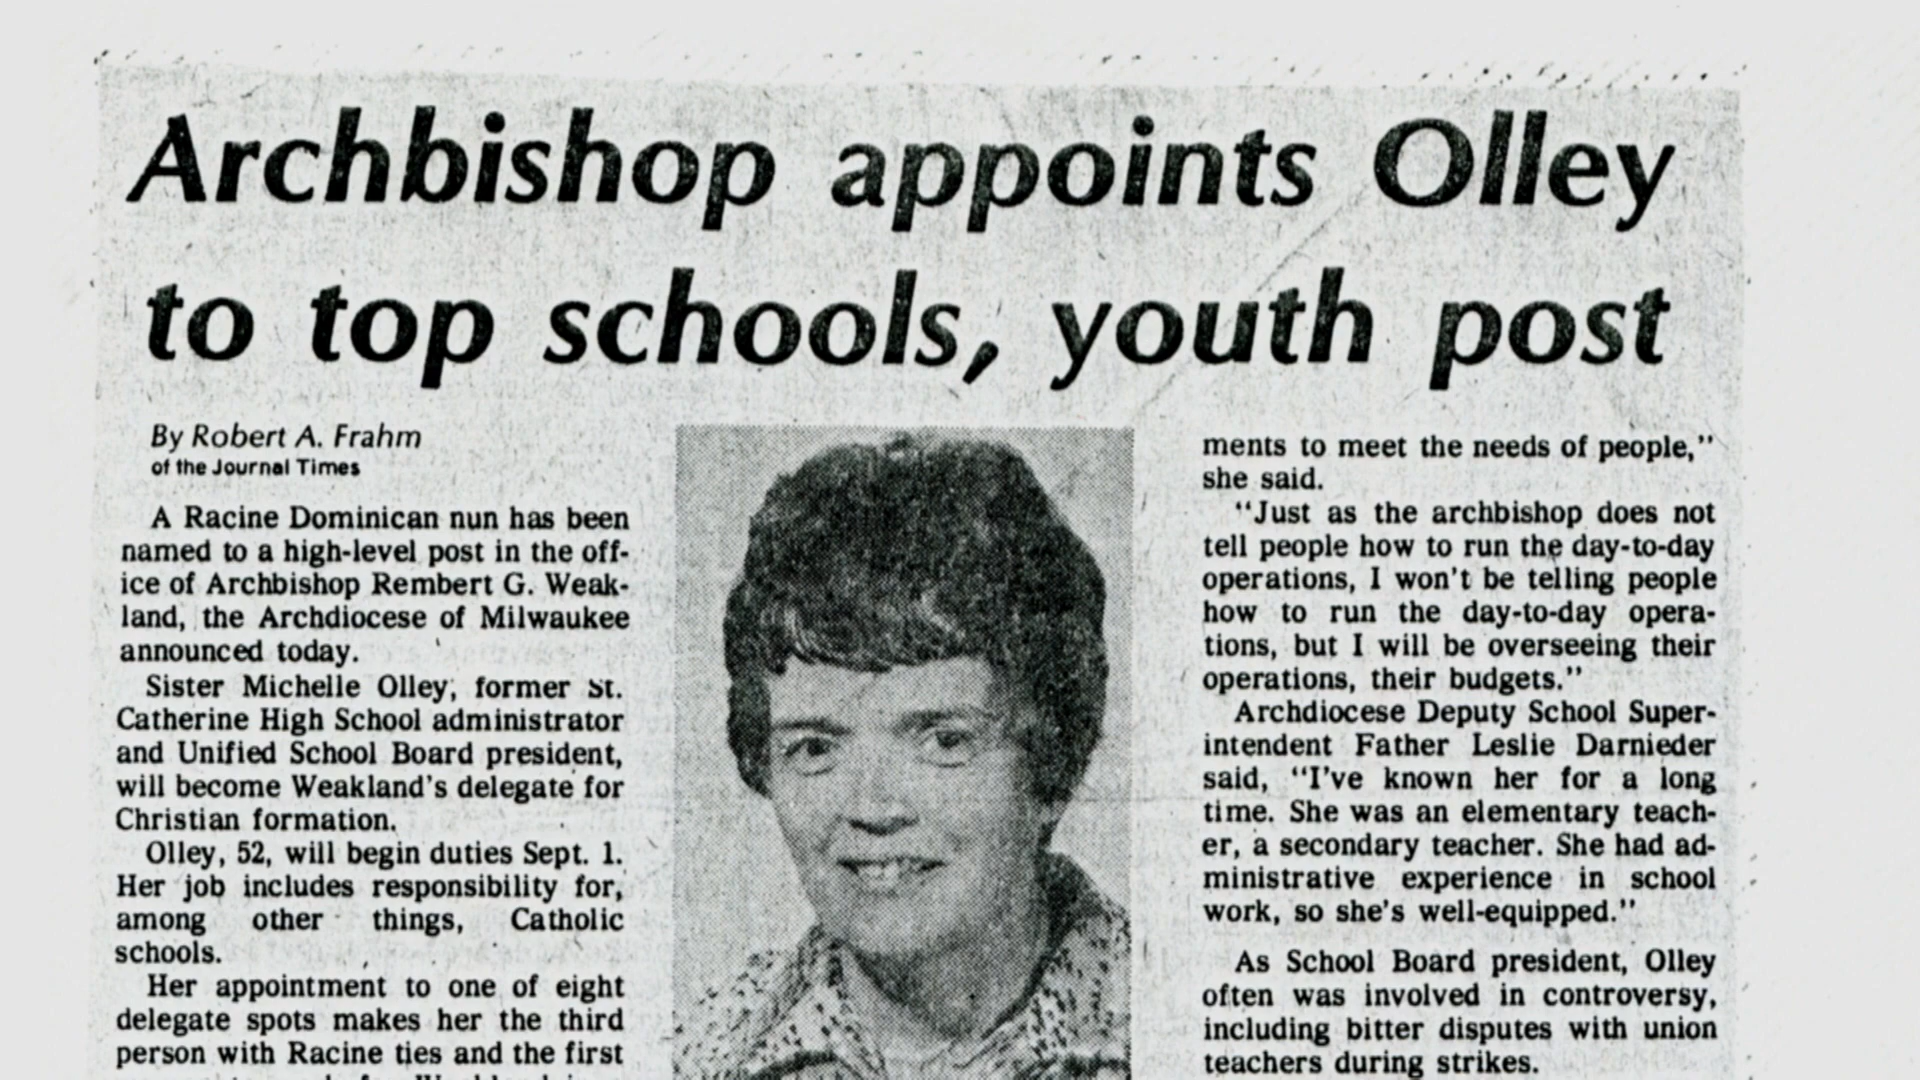 Archbishop appoints Olley
to top schools, youth post
By Robert A. Frahm
of the Journal Times
A Racine Dominican nun has been
named to a high-level post in the off-
ice of Archbishop Rembert G. Weak-
land, the Archdiocese of Milwaukee
announced today.
Sister Michelle Olley, former St.
Catherine High School administrator
and Unified School Board president,
will become Weakland's delegate for
Christian formation.
Olley, 52, will begin duties Sept. 1.
Her job includes responsibility for,
among other things, Catholic
schools.
Her appointment to one of eight
delegate spots makes her the third
person with Racine ties and the first
ments to meet the needs of people,"
she said.
"Just as the archbishop does not
tell people how to run the day-to-day
operations, I won't be telling people
how to run the day-to-day opera-
tions, but I will be overseeing their
operations, their budgets."
Archdiocese Deputy School Super-
intendent Father Leslie Darnieder
said, "I've known her for a long
time. She was an elementary teach-
er, a secondary teacher. She had ad-
ministrative experience in school
work, so she's well-equipped."
As School Board president, Olley
often was involved in controversy,
including bitter disputes with union
teachers during strikes.